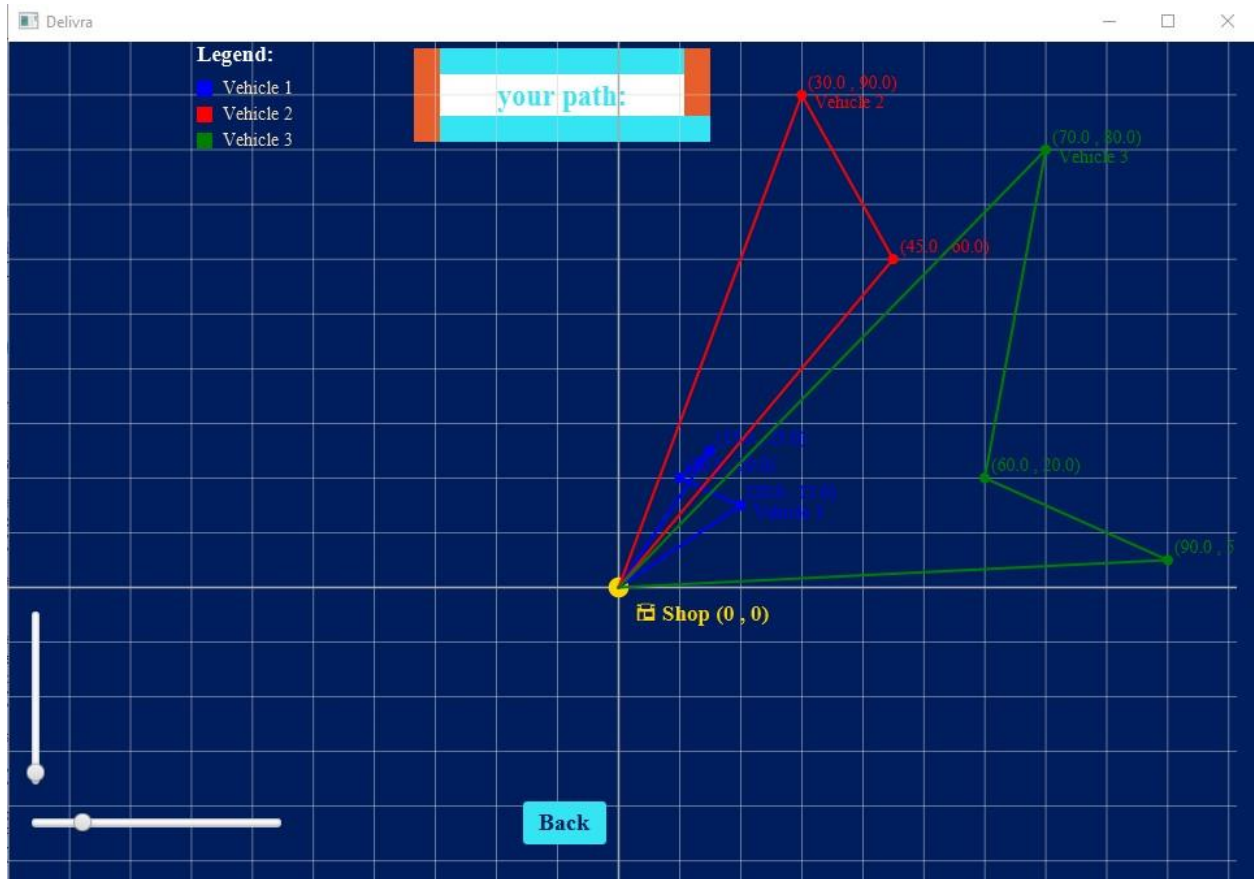 Delivra
Legend:
Vehicle 1
Vehicle 2
Vehicle 3
your path:
(30.0 , 90.0)
Vehicle 2
(70.0 , 80.0)
Vehicle 3
(45.0 , 60.0)
(60.0 , 20.0)
Vehicle 1
(90.0 , 5
Shop (0 , 0)
Back